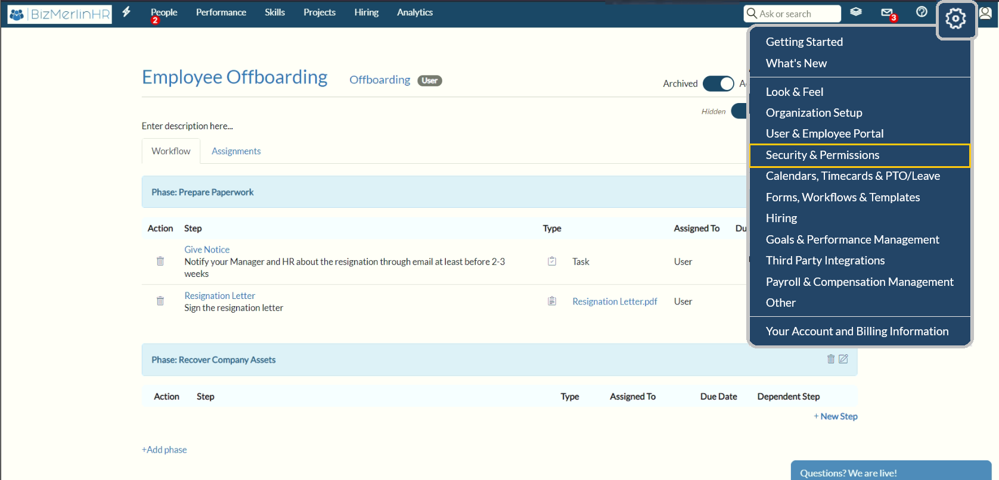 BizMerlinHR
People Performance Skills Projects Hiring Analytics
2
Ask or search
3
Getting Started
What's New
Look & Feel
Organization Setup
User & Employee Portal
Security & Permissions
Calendars, Timecards & PTO/Leave
Forms, Workflows & Templates
Hiring
Goals & Performance Management
Third Party Integrations
Payroll & Compensation Management
Other
Your Account and Billing Information
Employee Offboarding Offboarding User
Archived
Hidden
Enter description here...
Workflow Assignments
Phase: Prepare Paperwork
Action Step Type Assigned To
Give Notice
Notify your Manager and HR about the resignation through email at least before 2-3
weeks
Task User
Resignation Letter
Sign the resignation letter
Resignation Letter.pdf User
Phase: Recover Company Assets
Action Step Type Assigned To Due Date Dependent Step
+ New Step
+Add phase
Questions? We are live!